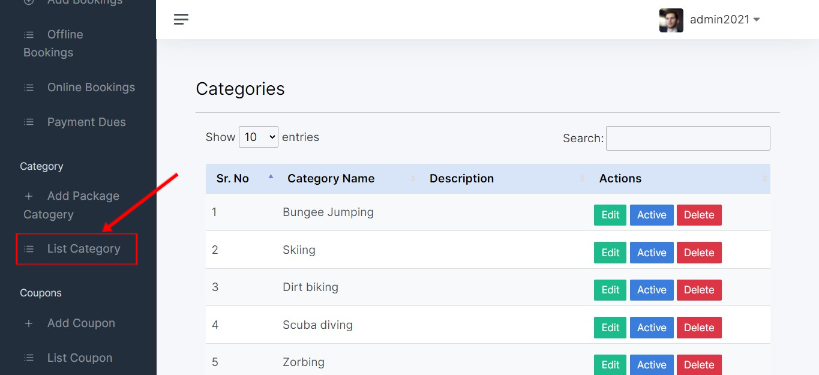 Add Bookings
Offline
Bookings
Online Bookings
Payment Dues
Category
+ Add Package
Catogery
List Category
Coupons
+ Add Coupon
List Coupon
admin2021
Categories
Show 10 entries
Search:
Sr. No Category Name Description Actions
1 Bungee Jumping Edit Active Delete
2 Skiing Edit Active Delete
3 Dirt biking Edit Active Delete
4 Scuba diving Edit Active Delete
5 Zorbing Edit Active Delete